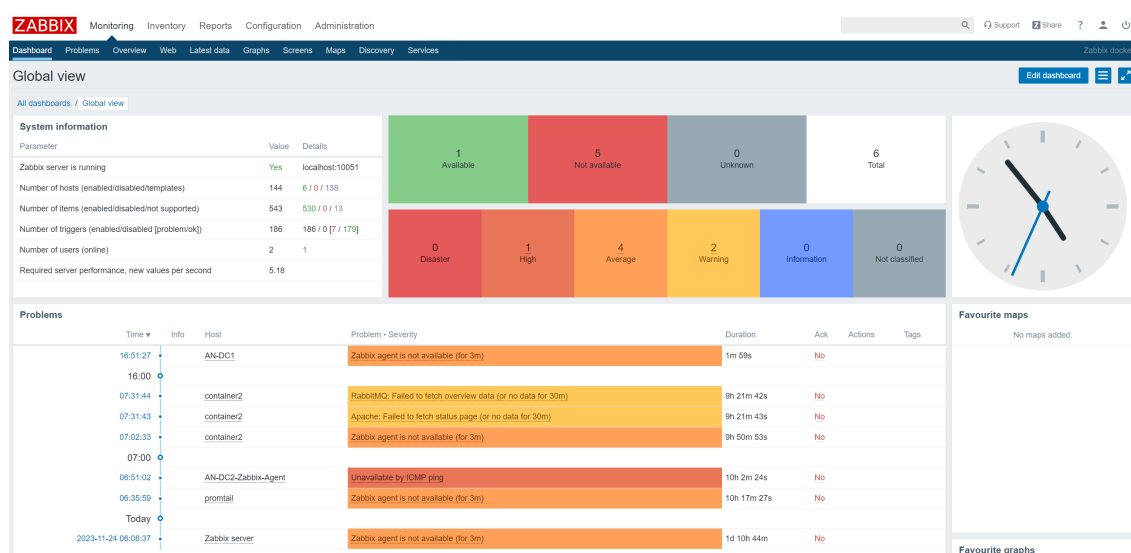 ZABBIX Monitoring Inventory Reports Configuration Administration Support Z Share ?
Dashboard Problems Overview Web Latest data Graphs Screens Maps Discovery Services Zabbix docke
Global view Edit dashboard
All dashboards / Global view
System information
Parameter Value Details
Zabbix server is running Yes localhost:10051
Number of hosts (enabled/disabled/templates) 144 6 / 0 / 138
Number of items (enabled/disabled/not supported) 543 530 / 0 / 13
Number of triggers (enabled/disabled [problem/ok]) 186 186 / 0 [7 / 179]
Number of users (online) 2 1
Required server performance, new values per second 5.18
1 5 0 6
Available Not available Unknown Total
0 1 4 2 0 0
Disaster High Average Warning Information Not classified
Problems
Time ▼ Info Host Problem • Severity Duration Ack Actions Tags
16:51:27 AN-DC1 Zabbix agent is not available (for 3m) 1m 59s No
16:00
07:31:44 container2 RabbitMQ: Failed to fetch overview data (or no data for 30m) 9h 21m 42s No
07:31:43 container2 Apache: Failed to fetch status page (or no data for 30m) 9h 21m 43s No
07:02:33 container2 Zabbix agent is not available (for 3m) 9h 50m 53s No
07:00
06:51:02 AN-DC2-Zabbix-Agent Unavailable by ICMP ping 10h 2m 24s No
06:35:59 promtail Zabbix agent is not available (for 3m) 10h 17m 27s No
Today
2023-11-24 06:08:37 Zabbix server Zabbix agent is not available (for 3m) 1d 10h 44m No
Favourite maps
No maps added.
Favourite graphs